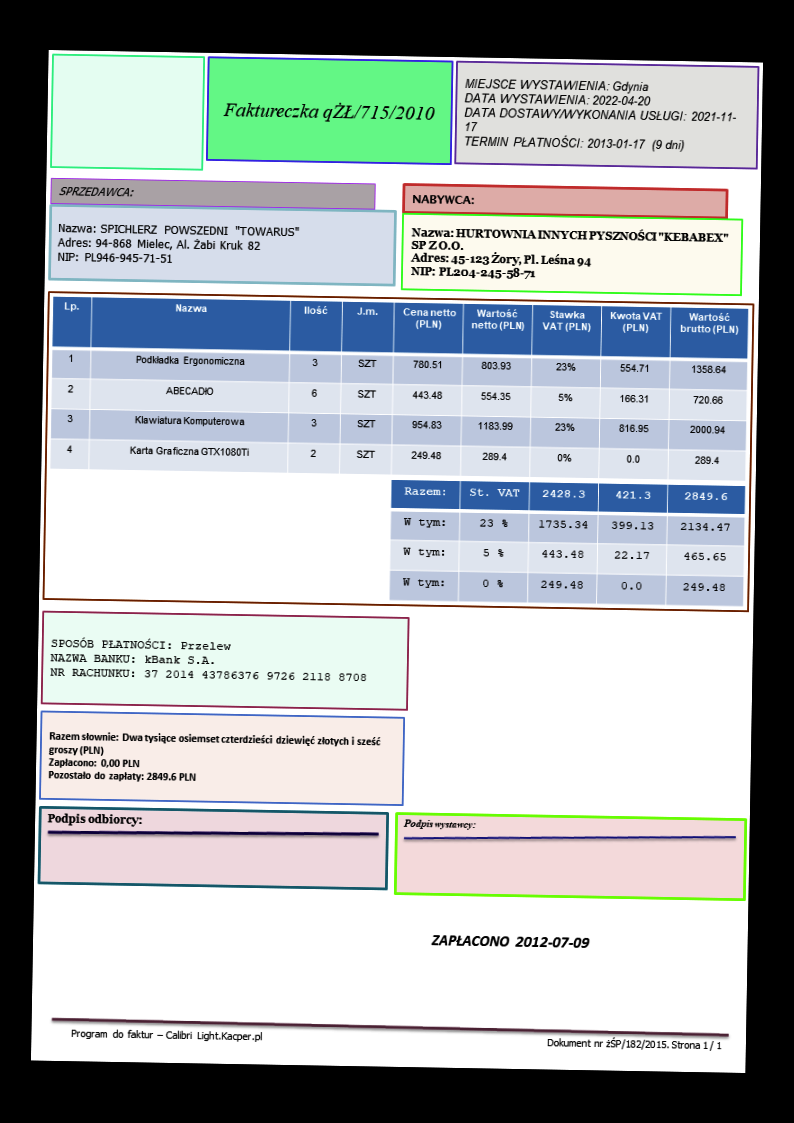 Faktureczka qŻŁ/715/2010
MIEJSCE WYSTAWIENIA: Gdynia
DATA WYSTAWIENIA: 2022-04-20
DATA DOSTAWY/WYKONANIA USŁUGI: 2021-11-
17
TERMIN PŁATNOŚCI: 2013-01-17 (9 dni)
SPRZEDAWCA:
Nazwa: SPICHLERZ POWSZEDNI "TOWARUS"
Adres: 94-868 Mielec, Al. Żabi Kruk 82
NIP: PL946-945-71-51
NABYWCA:
Nazwa: HURTOWNIA INNYCH PYSZNOŚCI "KEBABEX"
SP Z O.O.
Adres: 45-123 Żory, Pl. Leśna 94
NIP: PL204-245-58-71
Lp. Nazwa Ilość J.m. Cena netto (PLN) Wartość netto (PLN) Stawka VAT (PLN) Kwota VAT (PLN) Wartość brutto (PLN)
1 Podkładka Ergonomiczna 3 SZT 780.51 803.93 23% 554.71 1358.64
2 ABECADŁO 6 SZT 443.48 554.35 5% 166.31 720.66
3 Klawiatura Komputerowa 3 SZT 954.83 1183.99 23% 816.95 2000.94
4 Karta Graficzna GTX1080Ti 2 SZT 249.48 289.4 0% 0.0 289.4
Razem: St. VAT 2428.3 421.3 2849.6
W tym: 23 % 1735.34 399.13 2134.47
W tym: 5 % 443.48 22.17 465.65
W tym: 0 % 249.48 0.0 249.48
SPOSÓB PŁATNOŚCI: Przelew
NAZWA BANKU: kBank S.A.
NR RACHUNKU: 37 2014 43786376 9726 2118 8708
Razem słownie: Dwa tysiące osiemset czterdzieści dziewięć złotych i sześć
groszy (PLN)
Zapłacono: 0,00 PLN
Pozostało do zapłaty: 2849.6 PLN
Podpis odbiorcy:
Podpis wystawcy:
ZAPŁACONO 2012-07-09
Program do faktur – Calibri Light.Kacper.pl
Dokument nr żŚP/182/2015. Strona 1 / 1